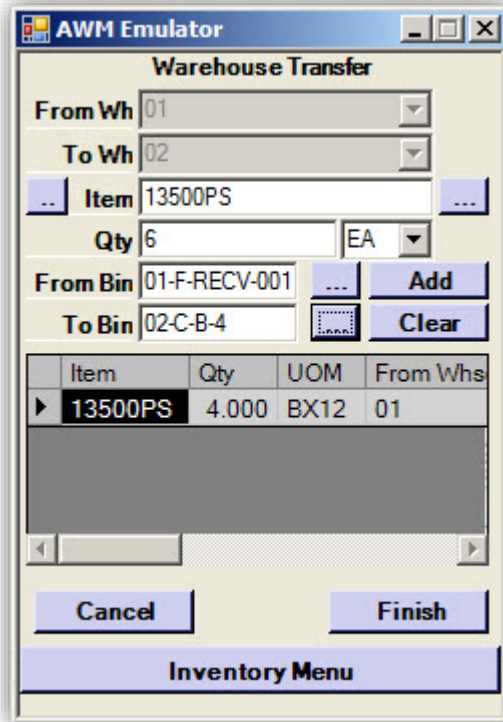 AWM Emulator
Warehouse Transfer
From Wh 01
To Wh 02
.. Item 13500PS ...
Qty 6 EA
From Bin 01-F-RECV-001 ... Add
To Bin 02-C-B-4 ... Clear
Item Qty UOM From Whs
13500PS 4.000 BX12 01
Cancel Finish
Inventory Menu